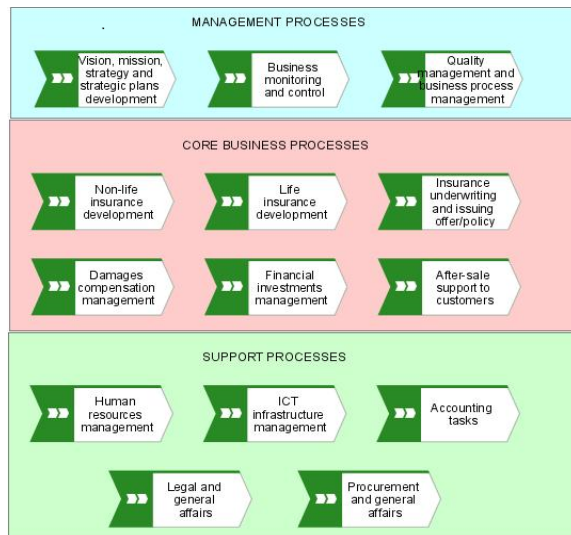 MANAGEMENT PROCESSES
Vision, mission,
strategy and
strategic plans
development
Business
monitoring
and control
Quality
management and
business process
management
CORE BUSINESS PROCESSES
Non-life
insurance
development
Life
insurance
development
Insurance
underwriting
and issuing
offer/policy
Damages
compensation
management
Financial
investments
management
After-sale
support to
customers
SUPPORT PROCESSES
Human
resources
management
ICT
infrastructure
management
Accounting
tasks
Legal and
general
affairs
Procurement
and general
affairs